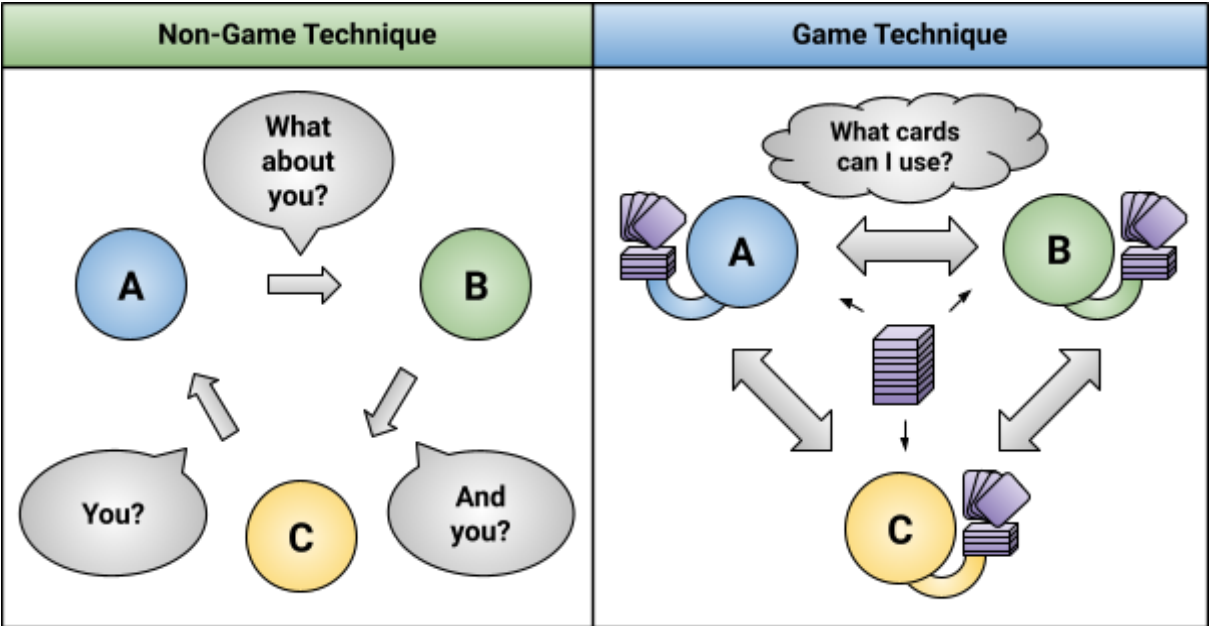 Non-Game Technique
Game Technique
What
about
you?
A
B
You?
C
And
you?
What cards
can I use?
A
B
C